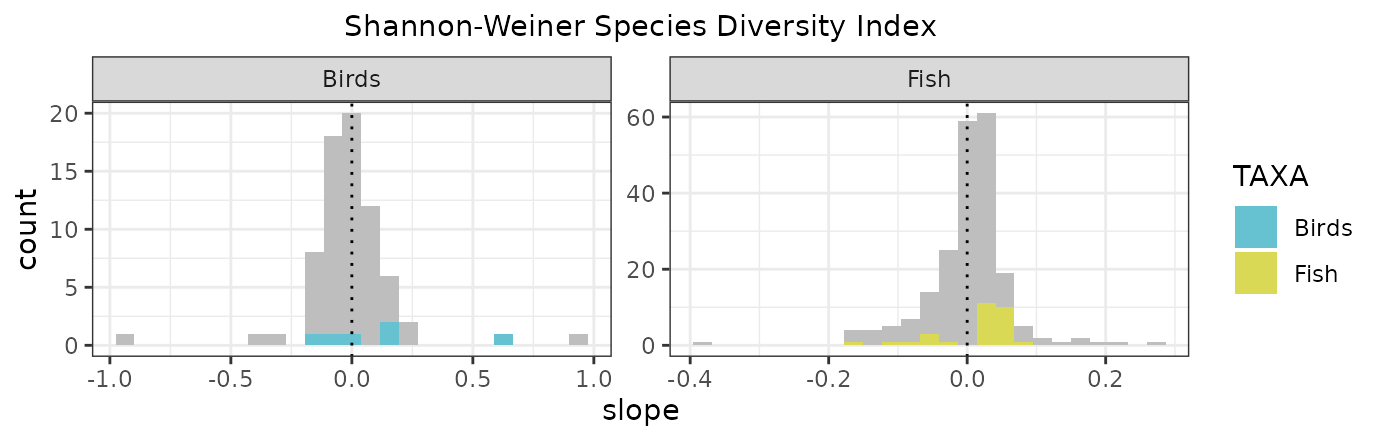 Shannon-Weiner Species Diversity Index
Birds
Fish
count
20
15
10
5
0
60
40
20
0
-1.0 -0.5 0.0 0.5 1.0
-0.4 -0.2 0.0 0.2
slope
TAXA
Birds
Fish